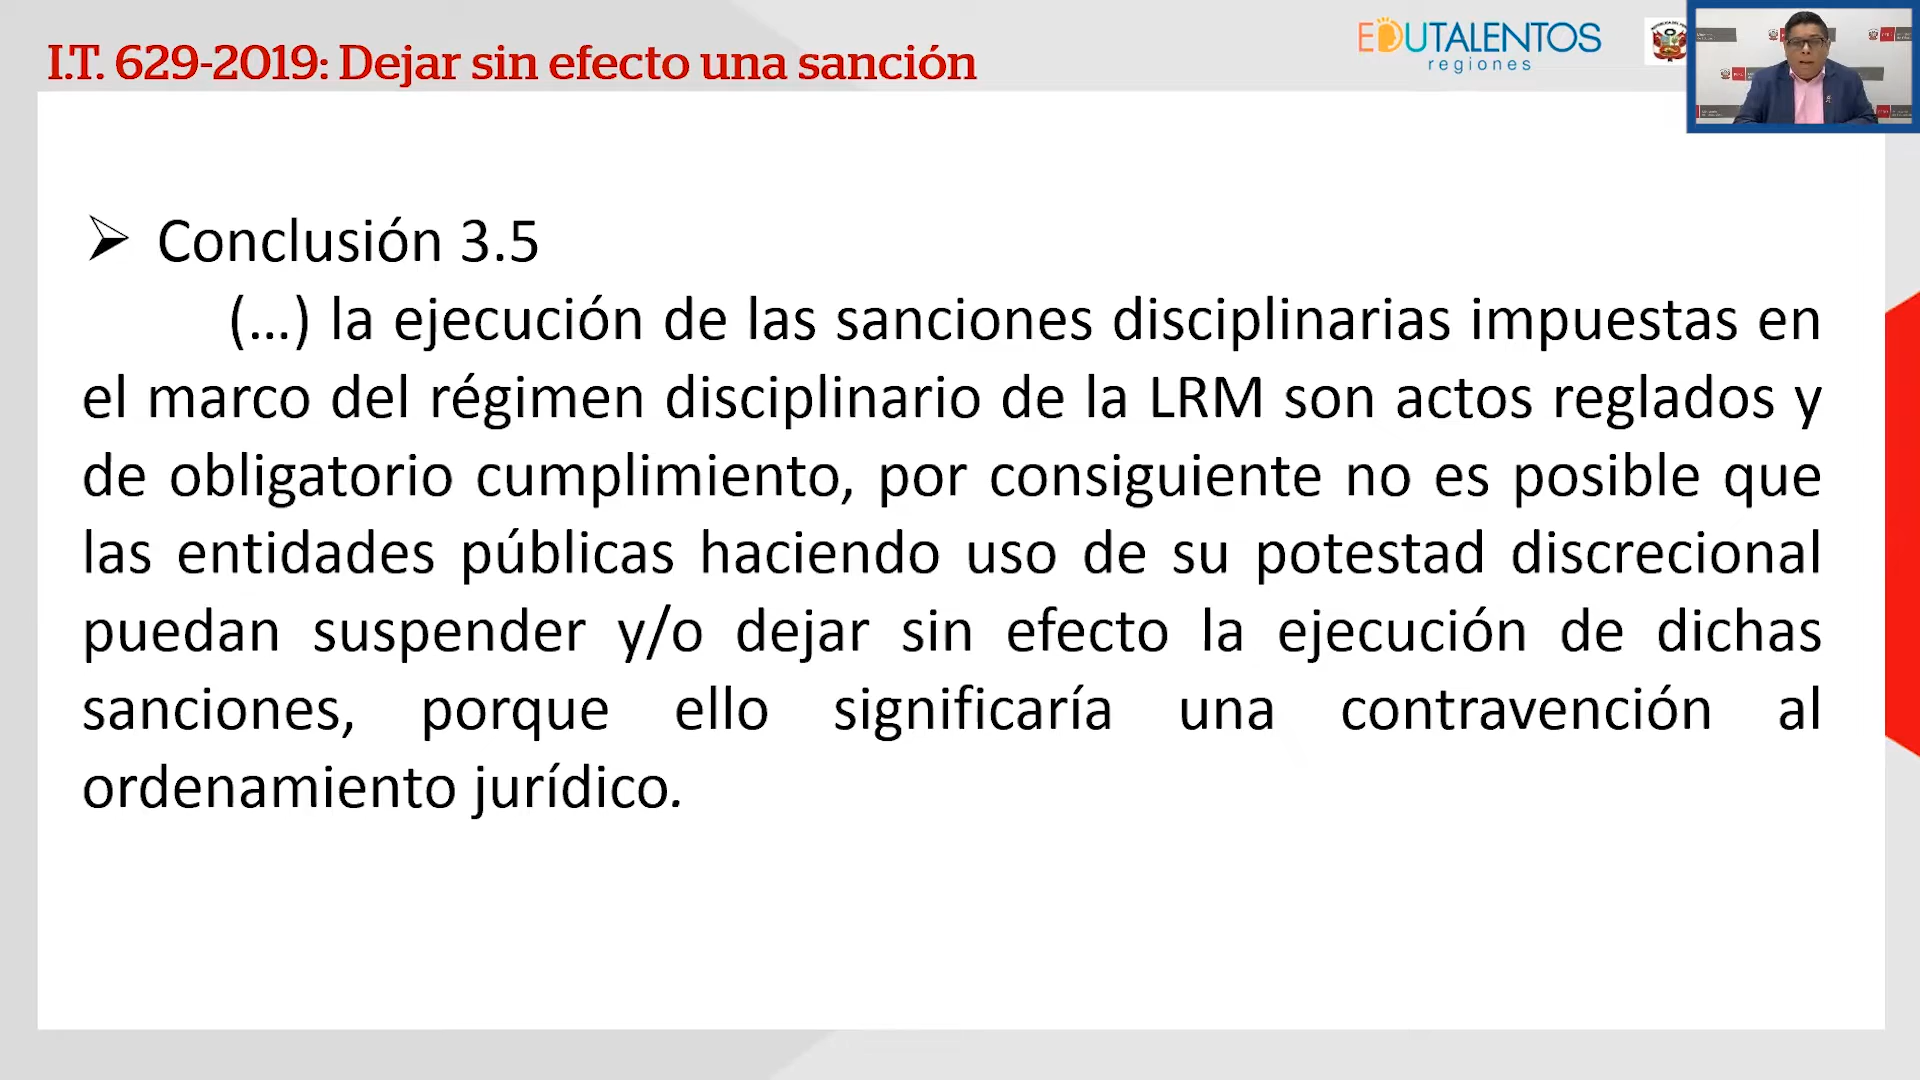 I.T. 629-2019: Dejar sin efecto una sanción
EDUTALENTOS
regiones
➢ Conclusión 3.5
(...) la ejecución de las sanciones disciplinarias impuestas en
el marco del régimen disciplinario de la LRM son actos reglados y
de obligatorio cumplimiento, por consiguiente no es posible que
las entidades públicas haciendo uso de su potestad discrecional
puedan suspender y/o dejar sin efecto la ejecución de dichas
sanciones, porque ello significaría una contravención al
ordenamiento jurídico.